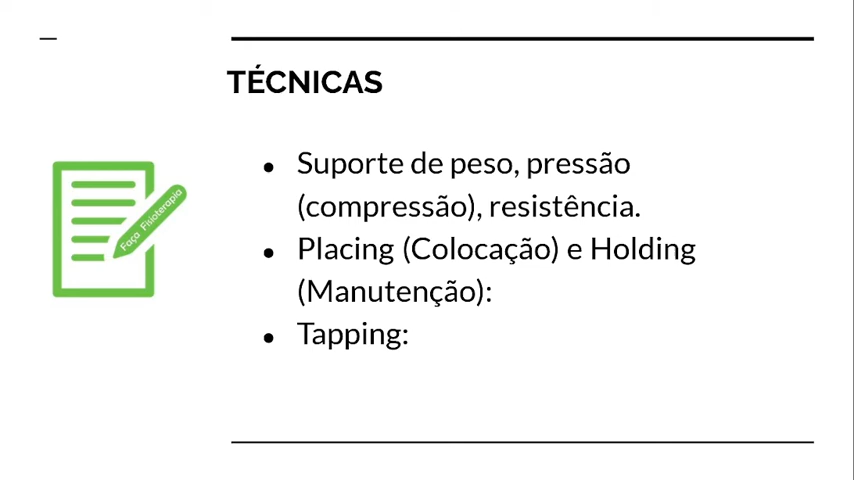 TÉCNICAS
• Suporte de peso, pressão
(compressão), resistência.
• Placing (Colocação) e Holding
(Manutenção):
• Tapping:
Faça Fisioterapia